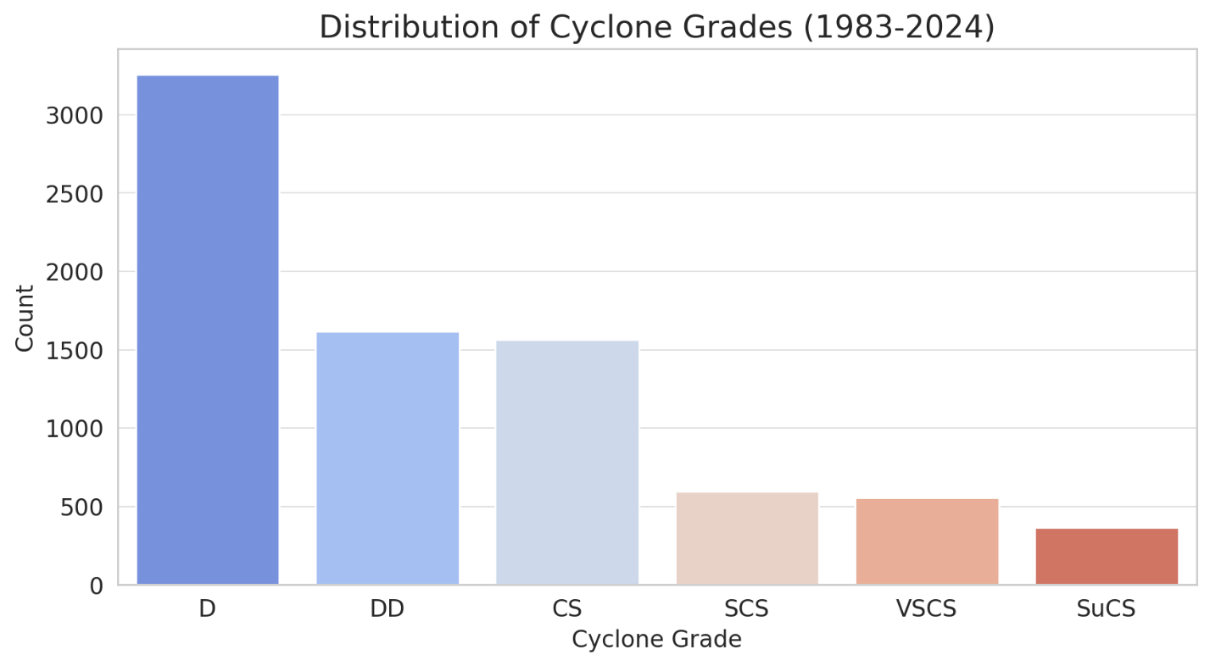 Distribution of Cyclone Grades (1983-2024)
Count
3000
2500
2000
1500
1000
500
0
D DD CS SCS VSCS SuCS
Cyclone Grade